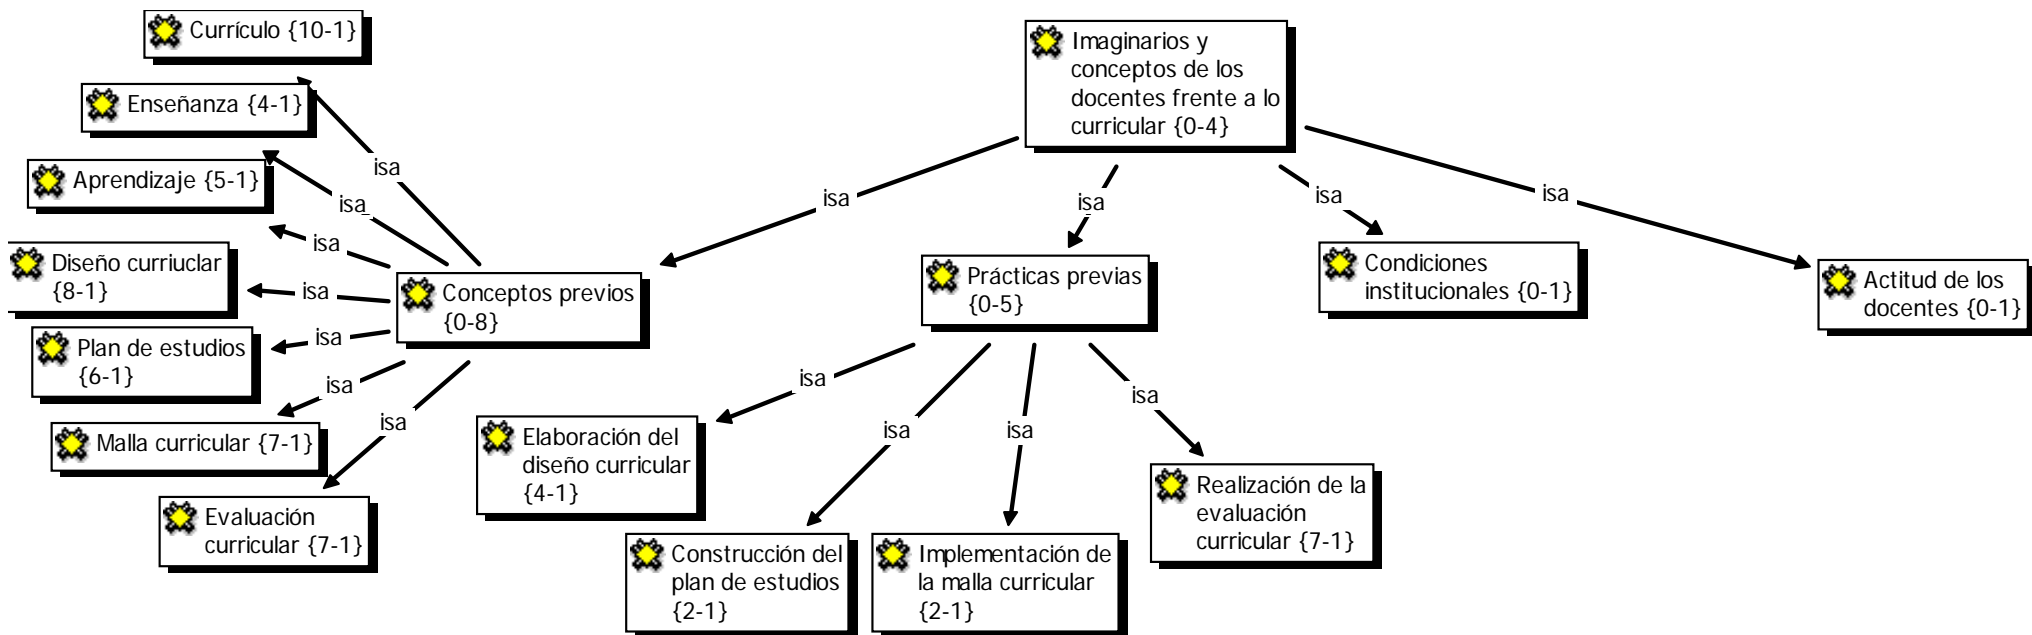 Currículo {10-1}
Enseñanza {4-1}
Aprendizaje {5-1}
Diseño curriuclar
{8-1}
Plan de estudios
{6-1}
Malla curricular {7-1}
Evaluación
curricular {7-1}
isa
isa
isa
isa
isa
isa
isa
Conceptos previos
{0-8}
Imaginarios y
conceptos de los
docentes frente a lo
curricular {0-4}
isa
isa
isa
isa
Prácticas previas
{0-5}
Condiciones
institucionales {0-1}
Actitud de los
docentes {0-1}
isa
isa
isa
isa
Elaboración del
diseño curricular
{4-1}
Construcción del
plan de estudios
{2-1}
Implementación de
la malla curricular
{2-1}
Realización de la
evaluación
curricular {7-1}